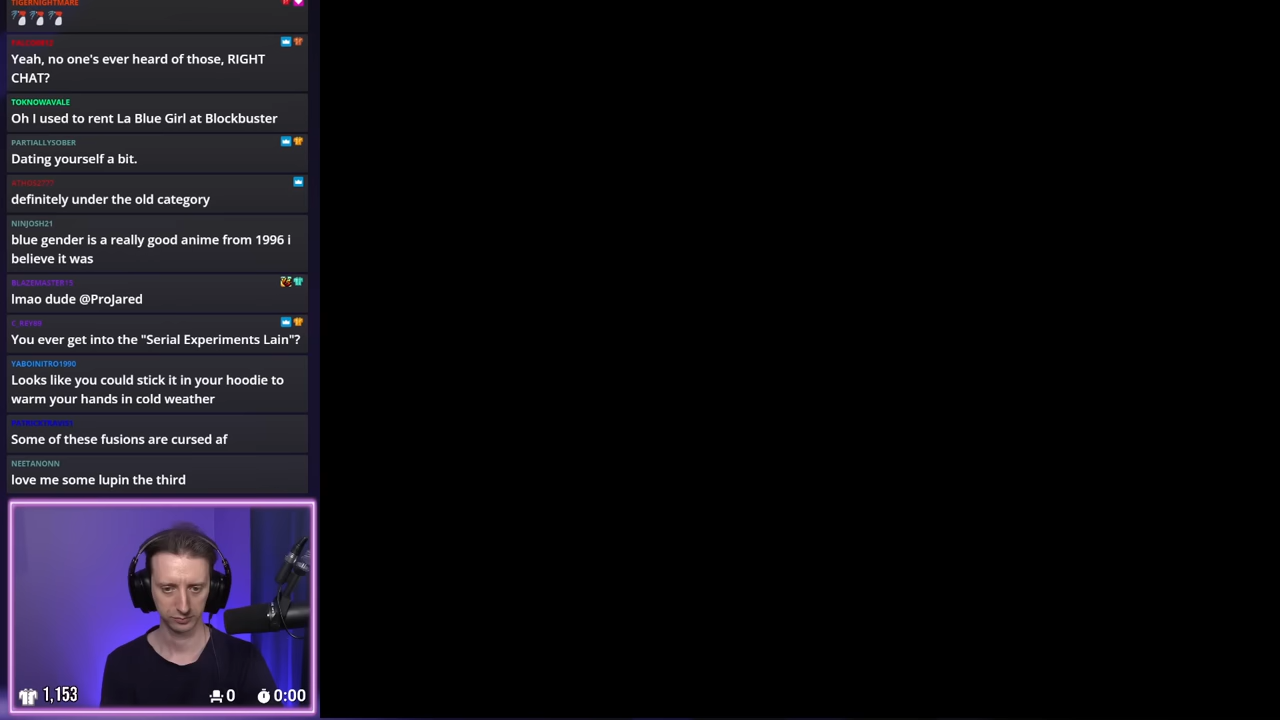 TIGERNIGHTMARE
Yeah, no one's ever heard of those, RIGHT
CHAT?
TOKNOWAVALE
Oh I used to rent La Blue Girl at Blockbuster
PARTIALLYSOBER
Dating yourself a bit.
definitely under the old category
NINJOSH21
blue gender is a really good anime from 1996 i
believe it was
BLAZEMASTER15
lmao dude @ProJared
C_REY88
You ever get into the "Serial Experiments Lain"?
YABOINITRO1990
Looks like you could stick it in your hoodie to
warm your hands in cold weather
Some of these fusions are cursed af
NEETANONN
love me some lupin the third
1,153
0
0:00